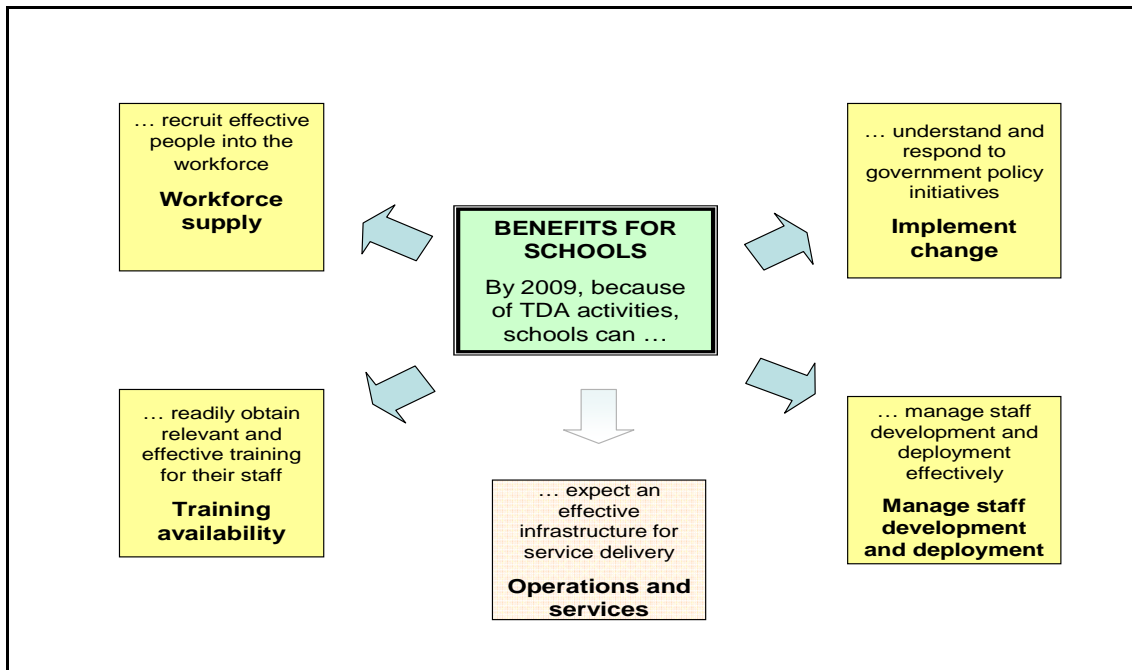 … recruit effective
people into the
workforce
Workforce
supply
… understand and
respond to
government policy
initiatives
Implement
change
BENEFITS FOR
SCHOOLS
By 2009, because
of TDA activities,
schools can …
… readily obtain
relevant and
effective training
for their staff
Training
availability
… expect an
effective
infrastructure for
service delivery
Operations and
services
… manage staff
development and
deployment
effectively
Manage staff
development
and deployment